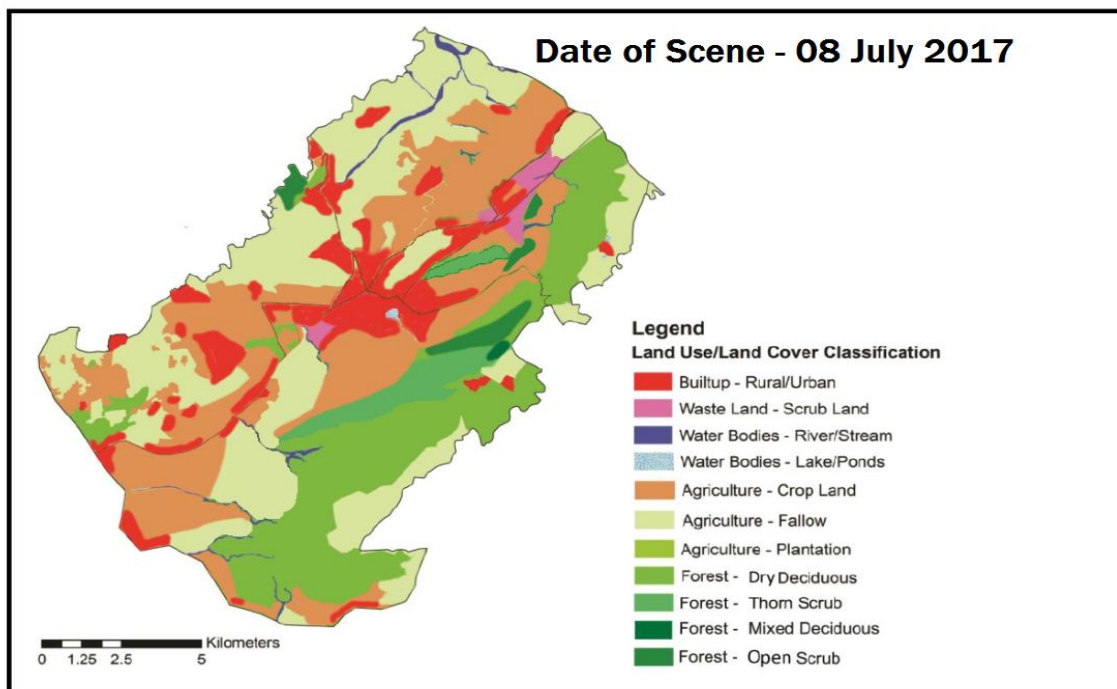 Date of Scene - 08 July 2017
Legend
Land Use/Land Cover Classification
Builtup - Rural/Urban
Waste Land - Scrub Land
Water Bodies - River/Stream
Water Bodies - Lake/Ponds
Agriculture - Crop Land
Agriculture - Fallow
Agriculture - Plantation
Forest - Dry Deciduous
Forest - Thorn Scrub
Forest - Mixed Deciduous
Forest - Open Scrub
Kilometers
0 1.25 2.5 5